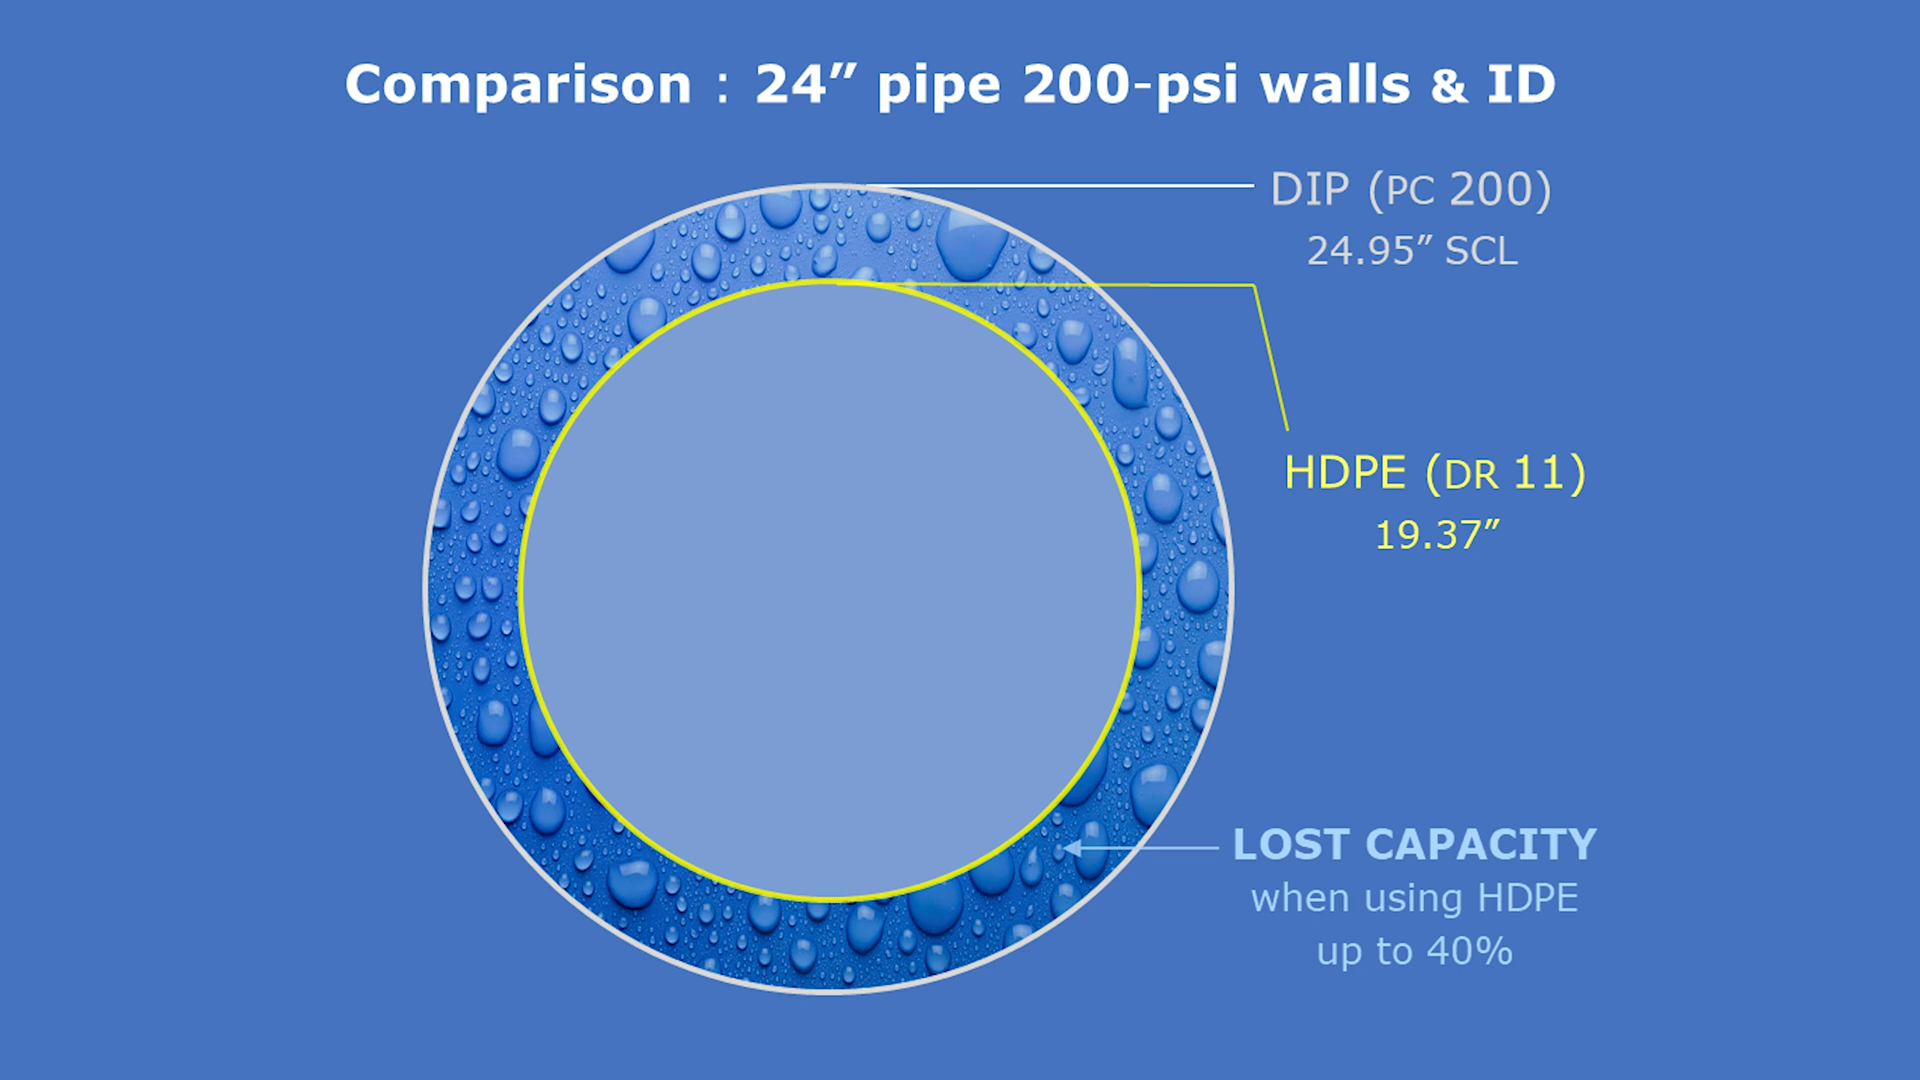 Comparison : 24” pipe 200-psi walls & ID
DIP (PC 200)
24.95” SCL
HDPE (DR 11)
19.37”
LOST CAPACITY
when using HDPE
up to 40%